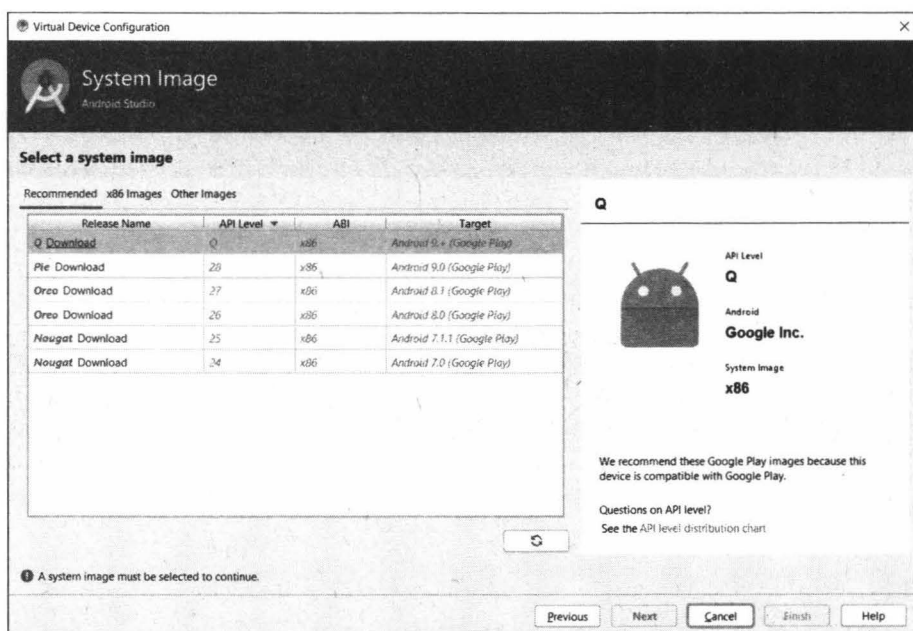 Virtual Device Configuration
System Image
Android Studio
Select a system image
Recommended x86 Images Other Images
Release Name API Level ABI Target
Q Download Q x86 Android 9.+ (Google Play)
Pie Download 28 x86 Android 9.0 (Google Play)
Oreo Download 27 x86 Android 8.1 (Google Play)
Oreo Download 26 x86 Android 8.0 (Google Play)
Nougat Download 25 x86 Android 7.1.1 (Google Play)
Nougat Download 24 x86 Android 7.0 (Google Play)
Q
API Level
Q
Android
Google Inc.
System Image
x86
We recommend these Google Play images because this
device is compatible with Google Play.
Questions on API level?
See the API level distribution chart
A system image must be selected to continue.
Previous Next Cancel Finish Help